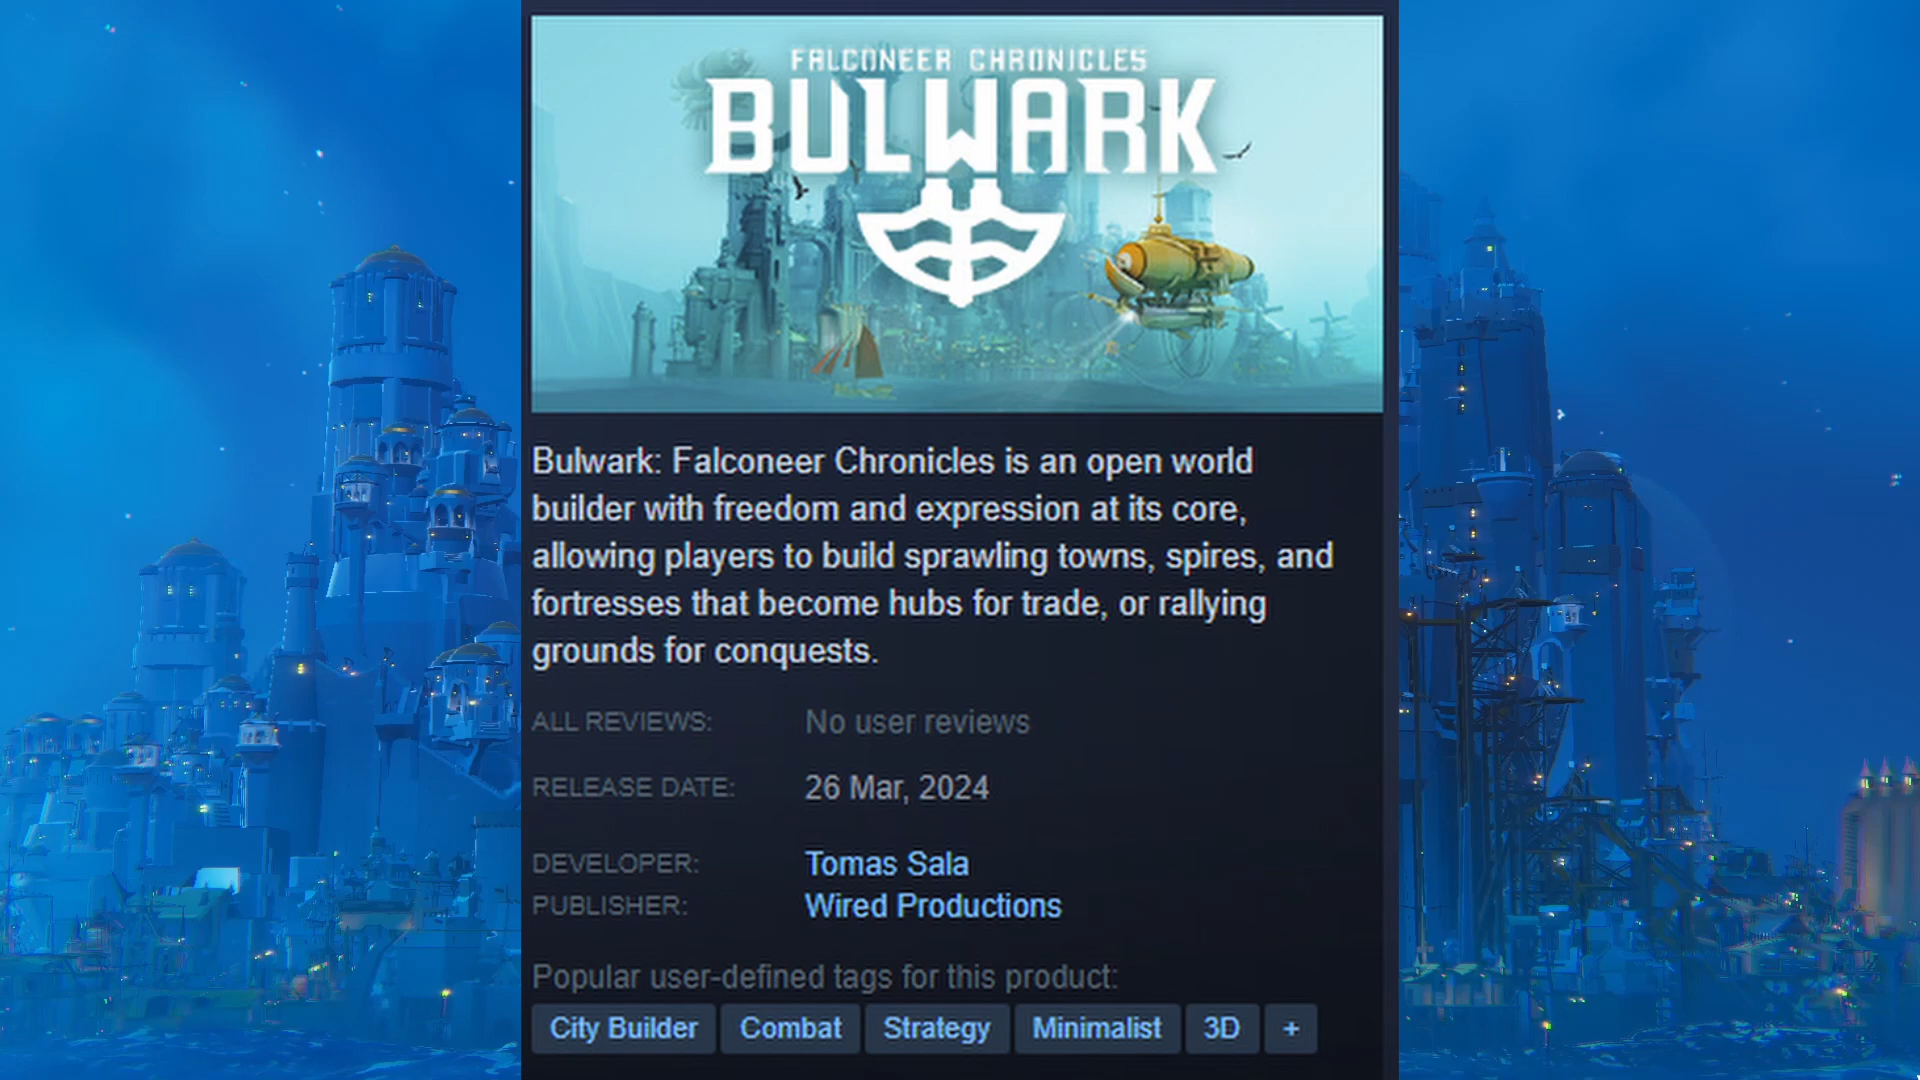 FALCONEER CHRONICLES
BULWARK
Bulwark: Falconeer Chronicles is an open world
builder with freedom and expression at its core,
allowing players to build sprawling towns, spires, and
fortresses that become hubs for trade, or rallying
grounds for conquests.
ALL REVIEWS: No user reviews
RELEASE DATE: 26 Mar, 2024
DEVELOPER: Tomas Sala
PUBLISHER: Wired Productions
Popular user-defined tags for this product:
City Builder Combat Strategy Minimalist 3D +